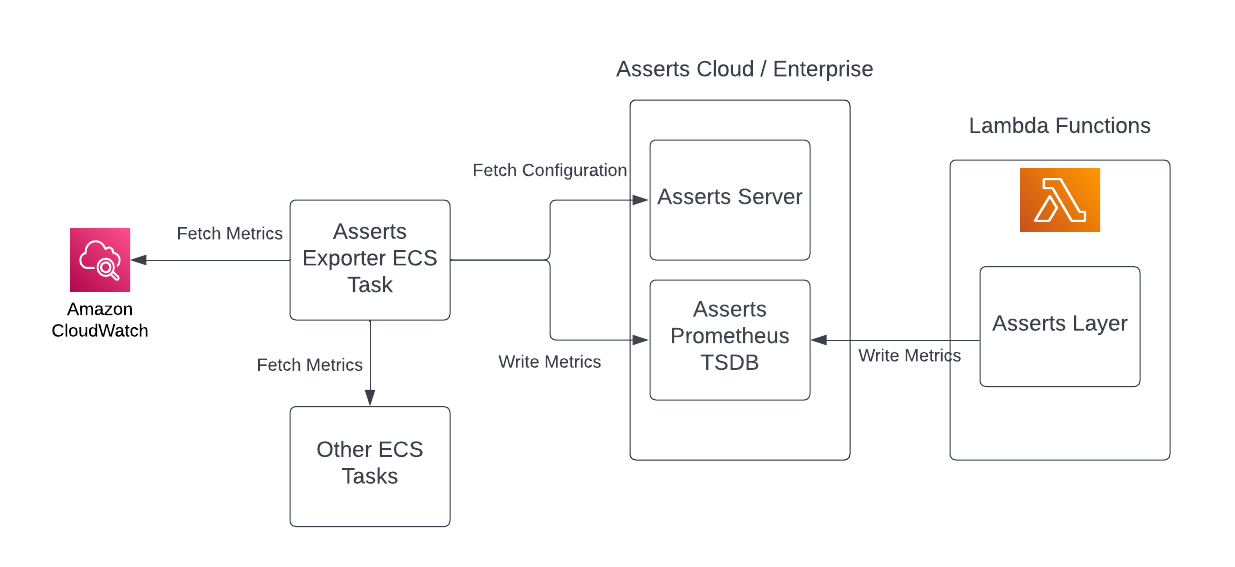 Asserts Cloud / Enterprise
Lambda Functions
Fetch Configuration
Asserts Server
Fetch Metrics
Asserts
Exporter ECS
Task
Amazon
CloudWatch
Asserts
Prometheus
TSDB
Asserts Layer
Write Metrics
Write Metrics
Fetch Metrics
Other ECS
Tasks